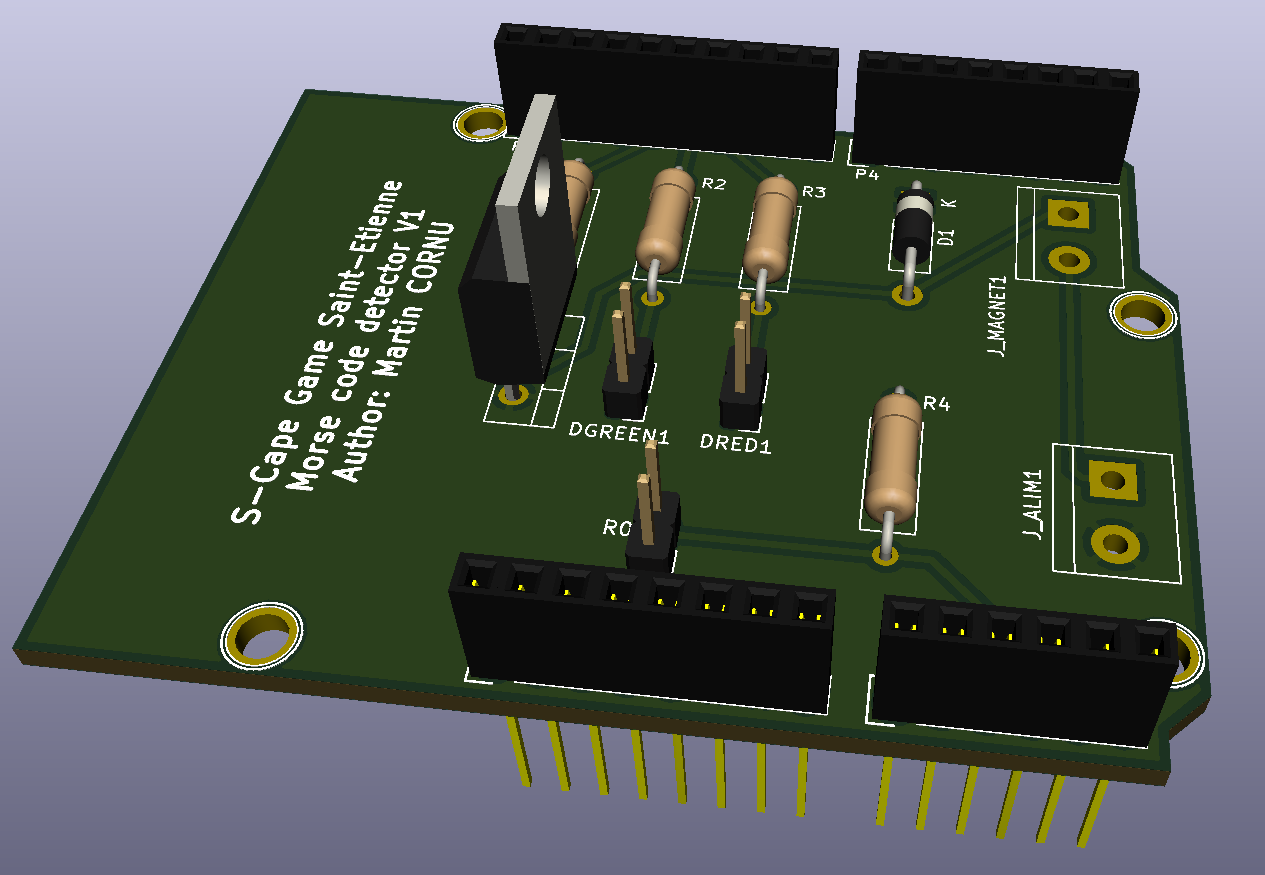 S-Cape Game Saint-Etienne
Morse code detector V1
Author: Martin CORNU
R2
R3
P4
K
D1
J_MAGNET1
DGREEN1
DRED1
R4
J_ALIM1